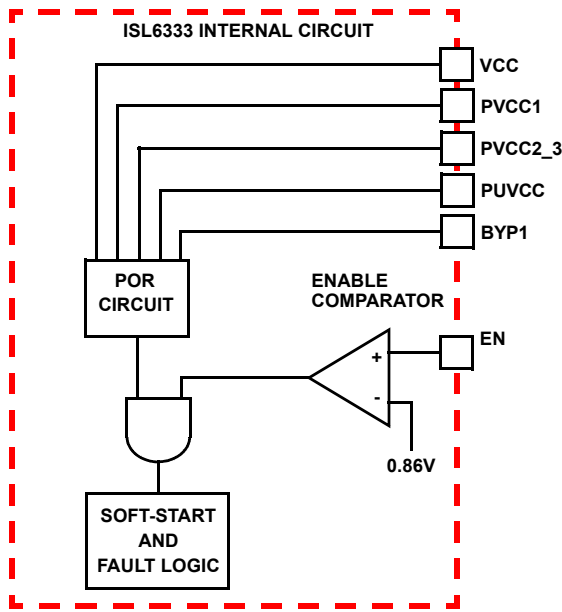 ISL6333 INTERNAL CIRCUIT
VCC
PVCC1
PVCC2_3
PUVCC
BYP1
POR
CIRCUIT
ENABLE
COMPARATOR
EN
+
-
0.86V
SOFT-START
AND
FAULT LOGIC